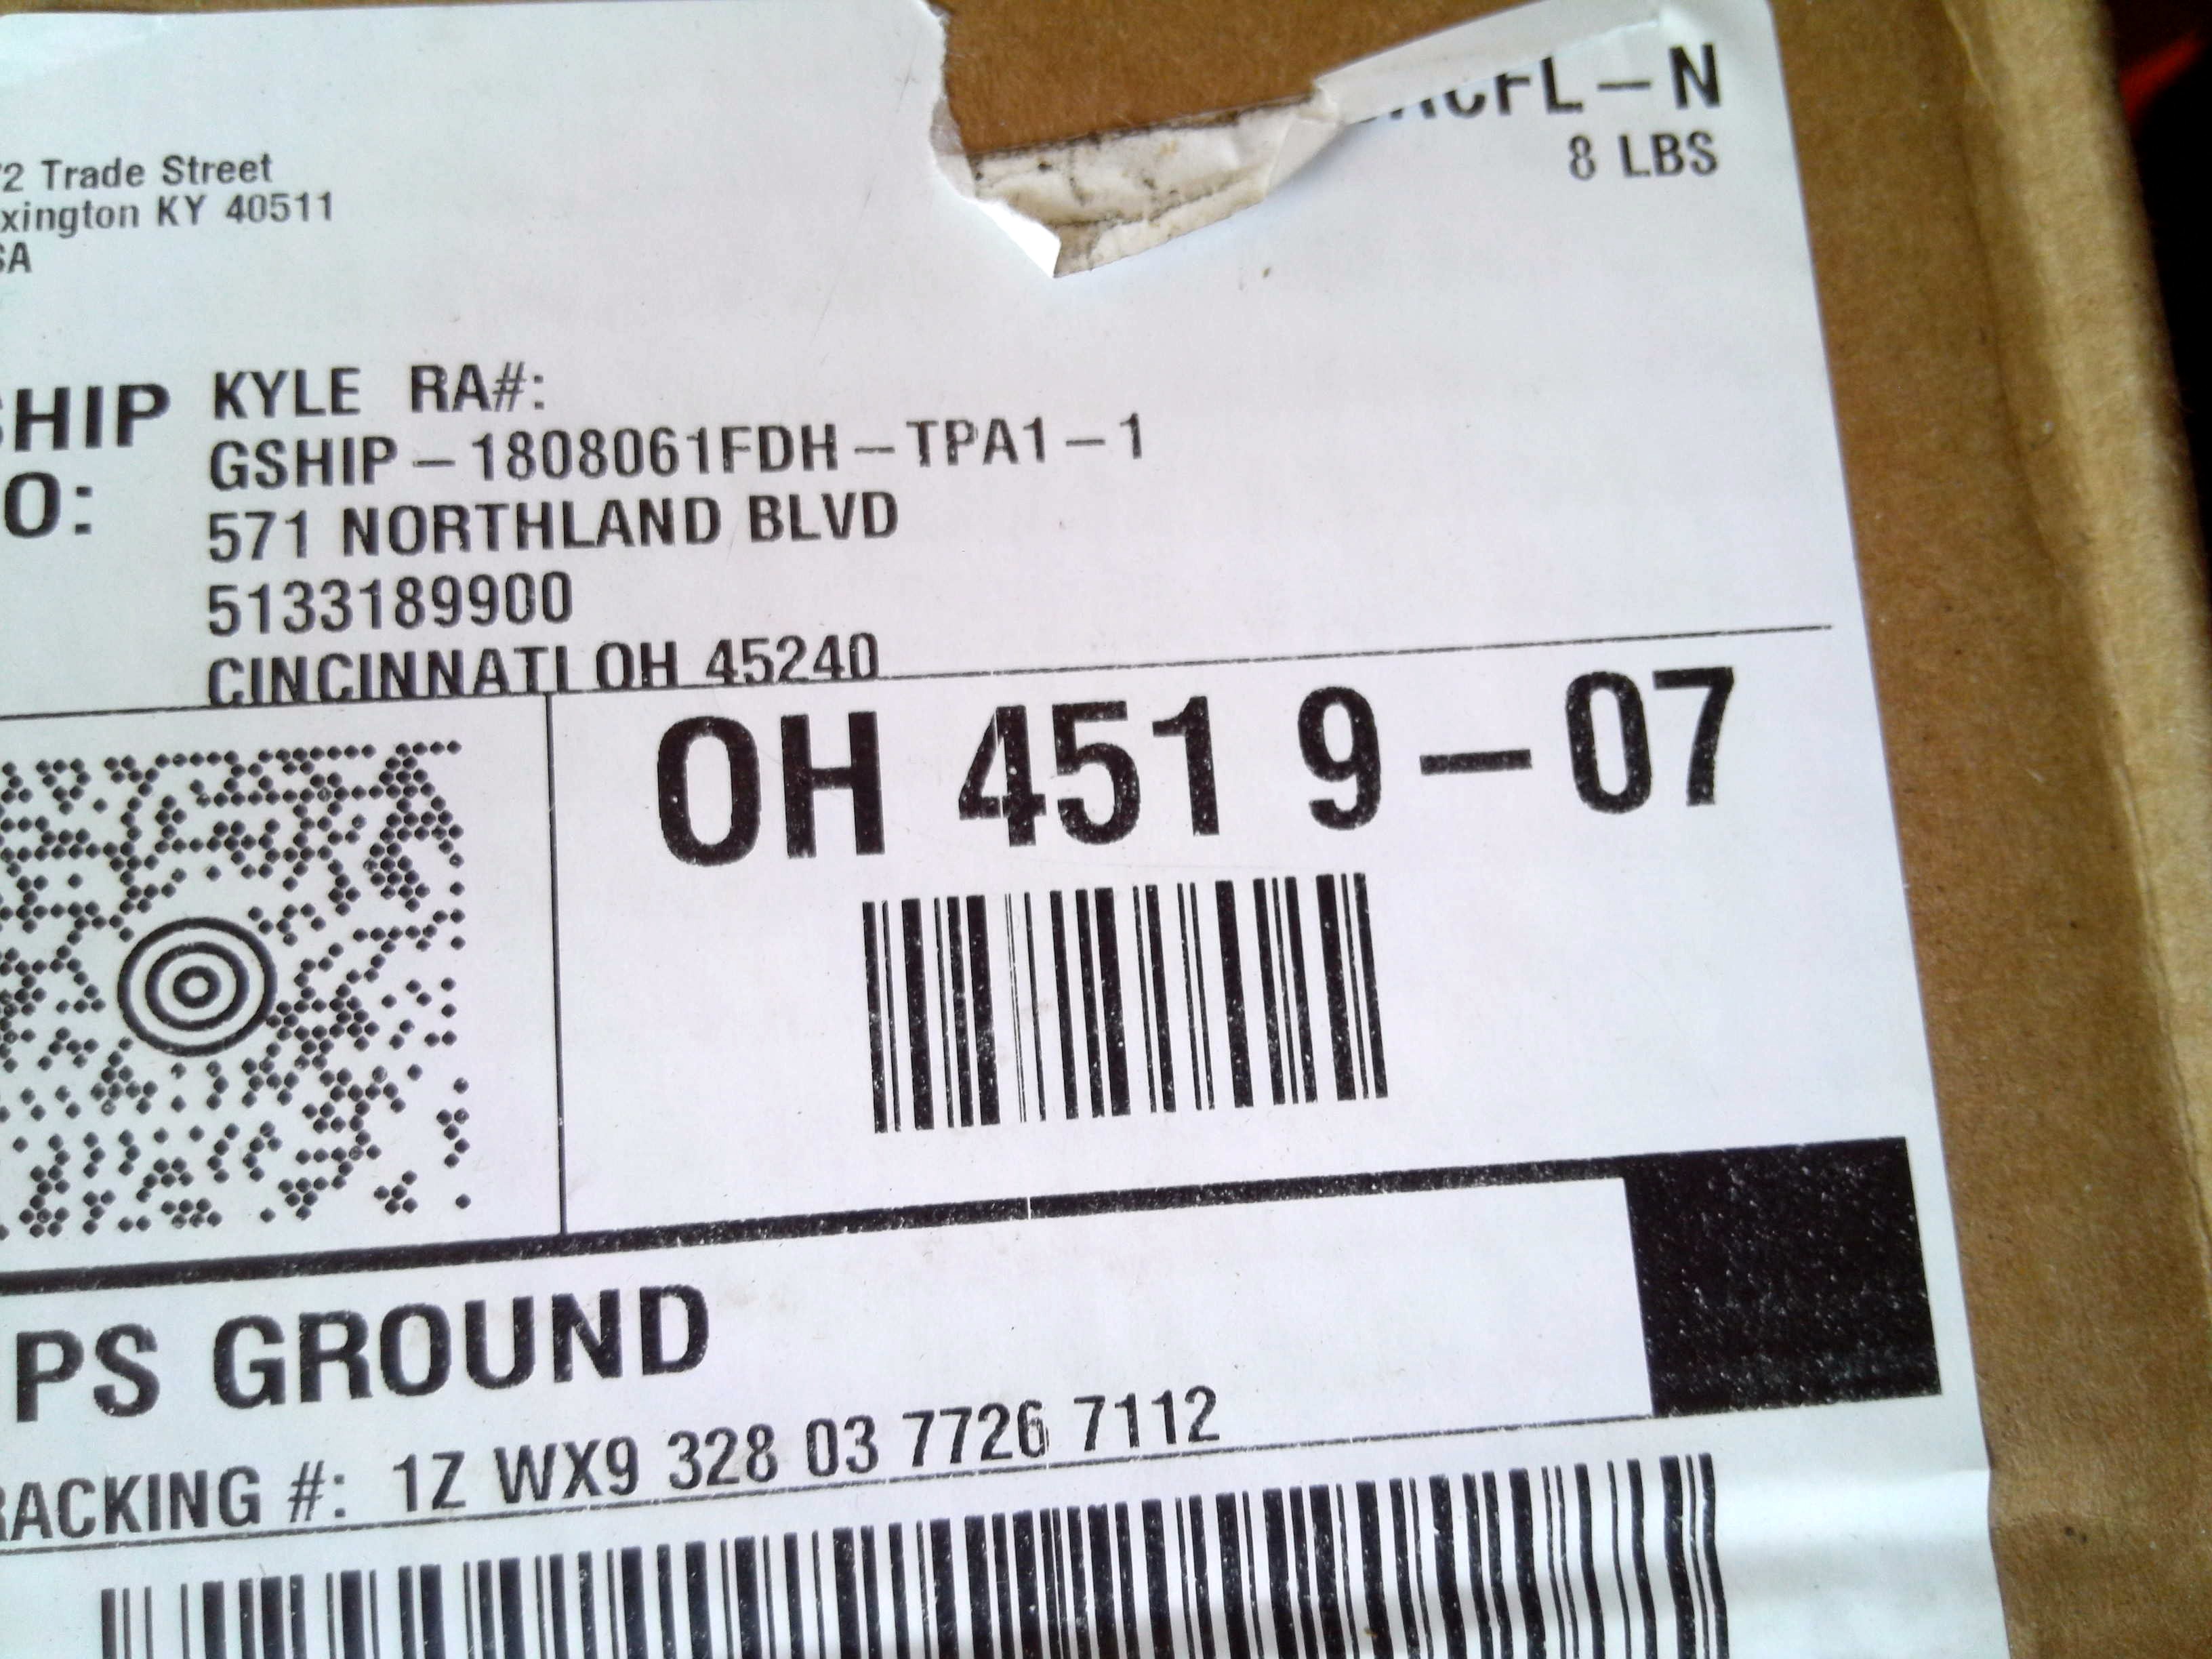 2 Trade Street
xington KY 40511
SA
CFL-N
8 LBS
SHIP
O:
KYLE RA#:
GSHIP-1808061FDH-TPA1-1
571 NORTHLAND BLVD
5133189900
CINCINNATI OH 45240
OH 451 9-07
PS GROUND
RACKING #: 1Z WX9 328 03 7726 7112